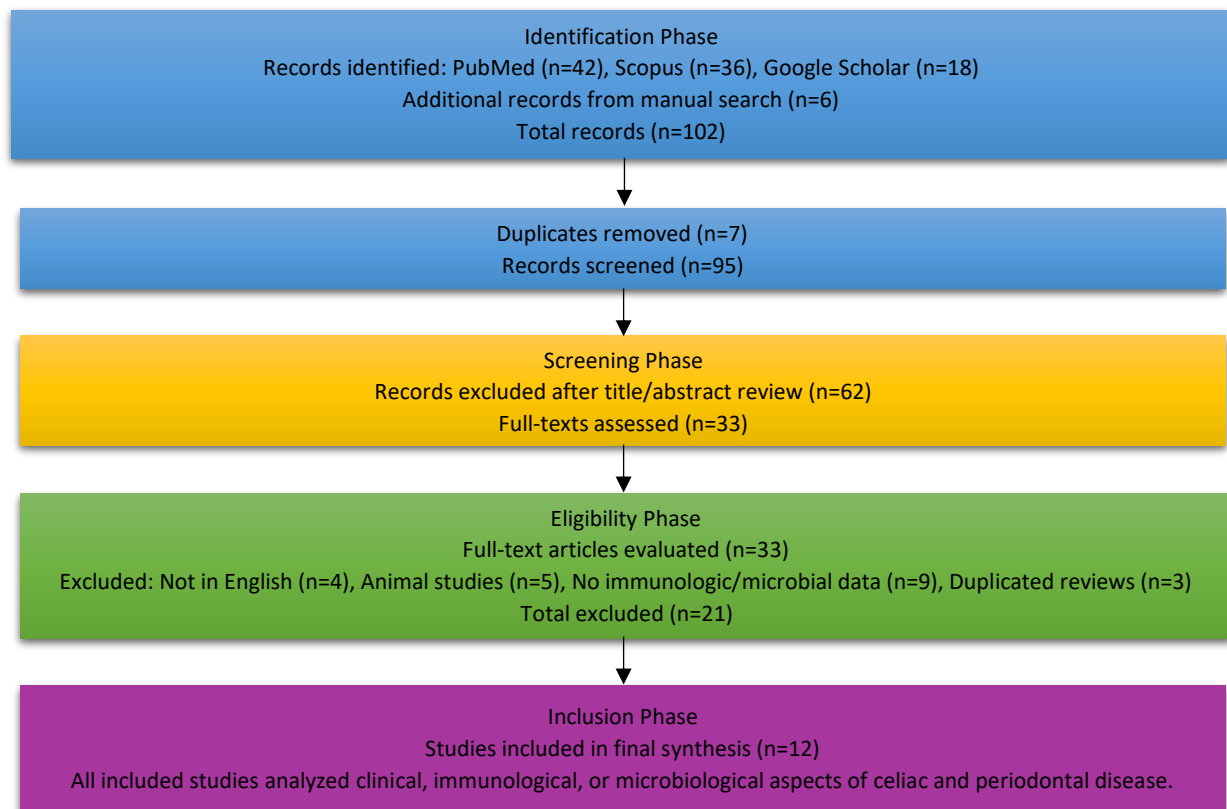 Identification Phase
Records identified: PubMed (n=42), Scopus (n=36), Google Scholar (n=18)
Additional records from manual search (n=6)
Total records (n=102)
Duplicates removed (n=7)
Records screened (n=95)
Screening Phase
Records excluded after title/abstract review (n=62)
Full-texts assessed (n=33)
Eligibility Phase
Full-text articles evaluated (n=33)
Excluded: Not in English (n=4), Animal studies (n=5), No immunologic/microbial data (n=9), Duplicated reviews (n=3)
Total excluded (n=21)
Inclusion Phase
Studies included in final synthesis (n=12)
All included studies analyzed clinical, immunological, or microbiological aspects of celiac and periodontal disease.